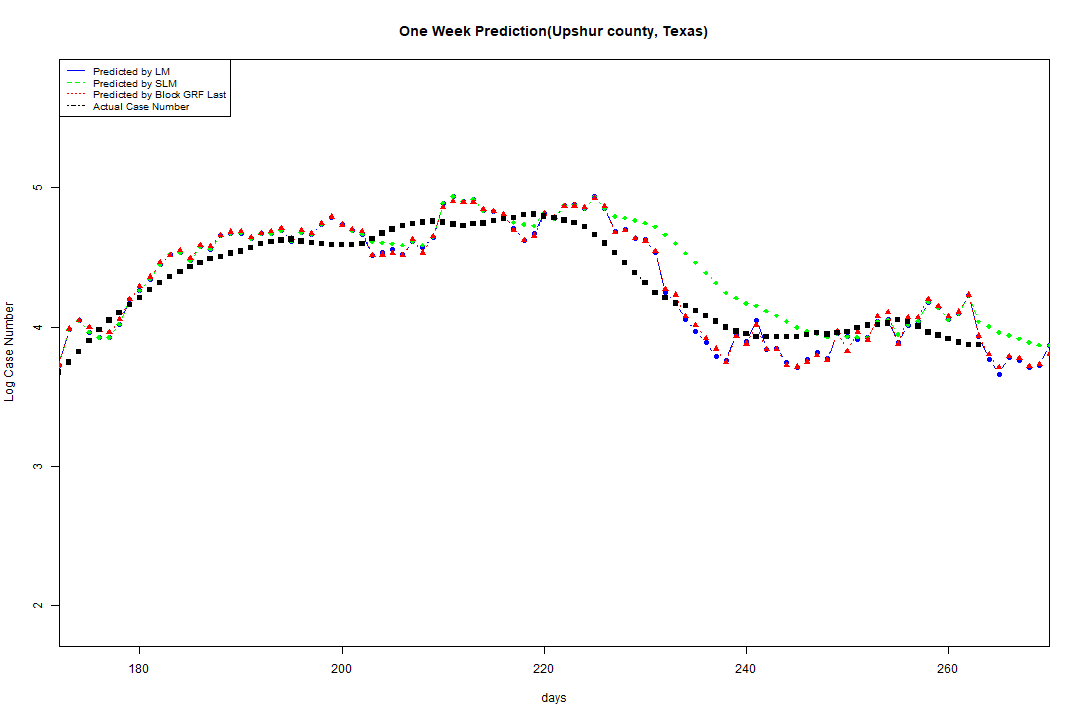 One Week Prediction(Upshur county, Texas)
Predicted by LM
Predicted by SLM
Predicted by Block GRF Last
Actual Case Number
5
4
3
2
Log Case Number
180 200 220 240 260
days